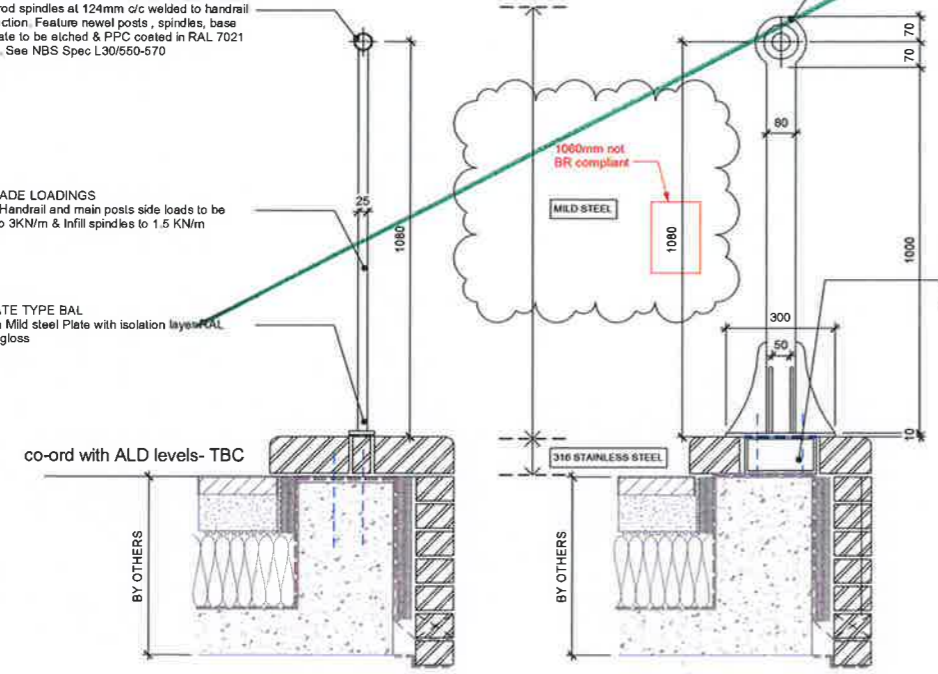 rod spindles at 124mm c/c welded to handrail
ction. Feature newel posts , spindles, base
ate to be etched & PPC coated in RAL 7021
. See NBS Spec L30/550-570
ADE LOADINGS
Handrail and main posts side loads to be
o 3KN/m & Infill spindles to 1.5 KN/m
ATE TYPE BAL
Mild steel Plate with isolation layer RAL
gloss
25
1080
co-ord with ALD levels- TBC
BY OTHERS
1060mm not
BR compliant
MILD STEEL
1080
316 STAINLESS STEEL
70
70
80
1000
300
50
10
BY OTHERS